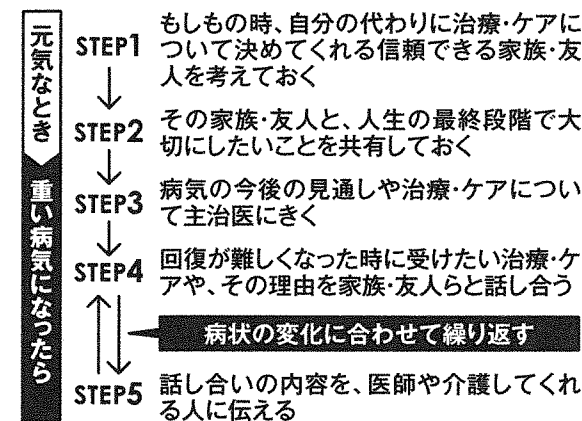 元気なとき
STEP1
もしもの時、自分の代わりに治療・ケアに
ついて決めてくれる信頼できる家族・友
人を考えておく
STEP2
その家族・友人と、人生の最終段階で大
切にしたいことを共有しておく
重い病気になったら
STEP3
病気の今後の見通しや治療・ケアについ
て主治医にきく
STEP4
回復が難しくなった時に受けたい治療・ケ
アや、その理由を家族・友人らと話し合う
病状の変化に合わせて繰り返す
STEP5
話し合いの内容を、医師や介護してくれ
る人に伝える